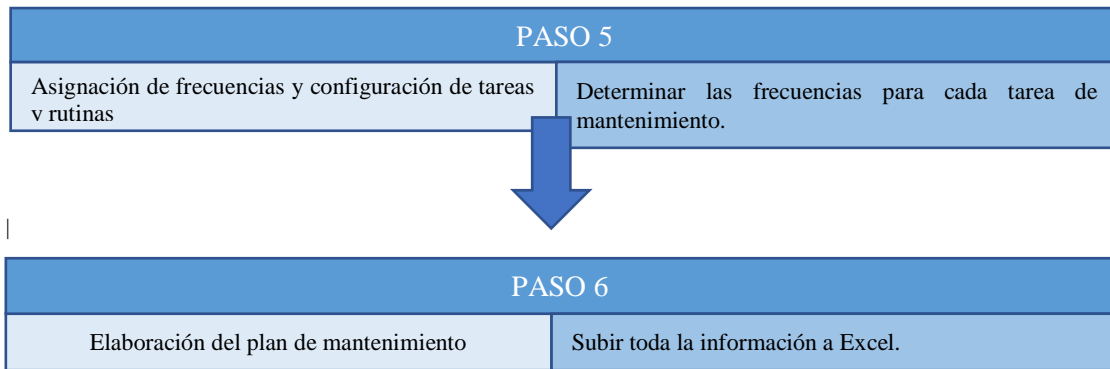 PASO 5
Asignación de frecuencias y configuración de tareas
y rutinas
Determinar las frecuencias para cada tarea de
mantenimiento.
|
PASO 6
Elaboración del plan de mantenimiento
Subir toda la información a Excel.